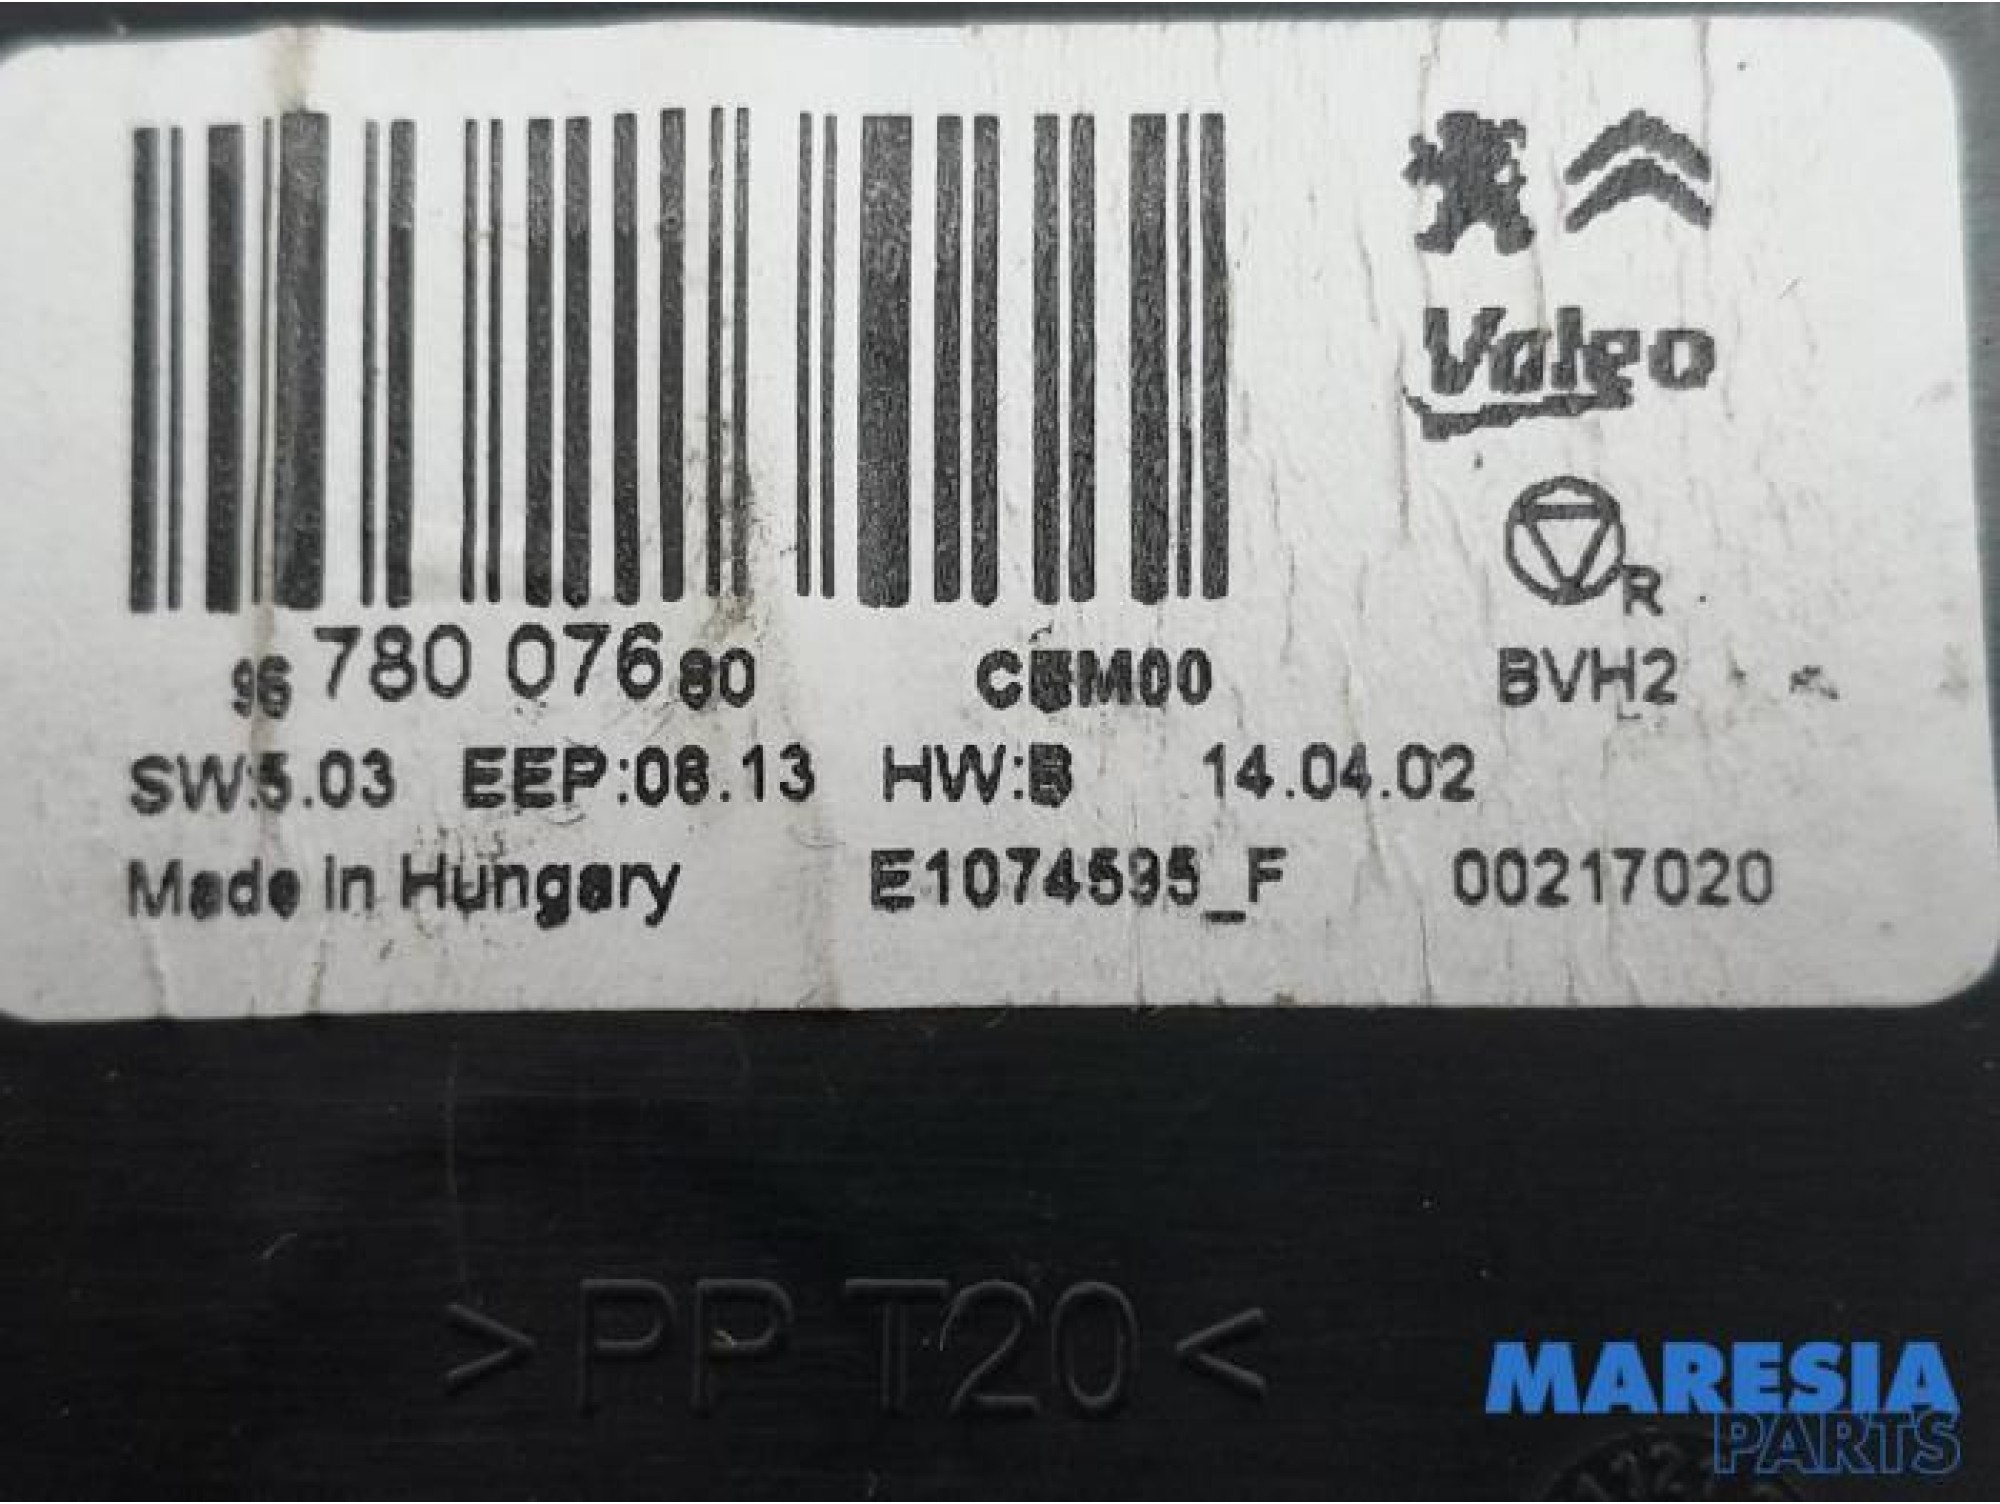 Valeo
R
96 780 076 80 CEM00 BVH2
SW:5.03 EEP:08.13 HW:B 14.04.02
Made in Hungary E1074595_F 00217020
>PP T20<
MARESIA
PARTS